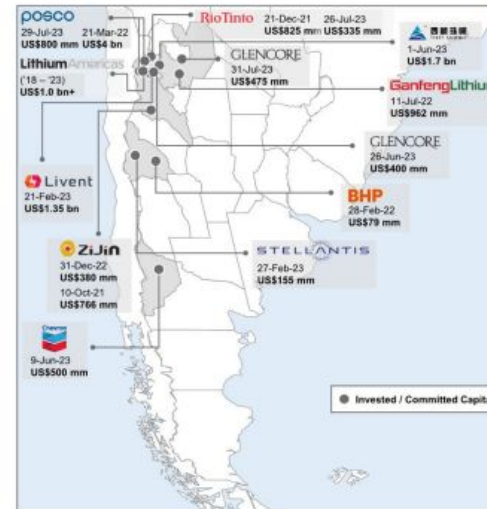 posco
29-Jul-23 21-Mar-22
US$800 mm US$4 bn
LithiumAmericas
('18 – '23)
US$1.0 bn+
RioTinto 21-Dec-21 26-Jul-23
US$825 mm US$335 mm
GLENCORE
31-Jul-23
US$475 mm
1-Jun-23
US$1.7 bn
GanfengLithium
11-Jul-22
US$962 mm
GLENCORE
26-Jun-23
US$400 mm
Livent
21-Feb-23
US$1.35 bn
BHP
28-Feb-22
US$79 mm
ZiJin
31-Dec-22
US$380 mm
10-Oct-21
US$766 mm
STELLANTIS
27-Feb-23
US$155 mm
Chevron
9-Jun-23
US$500 mm
Invested / Committed Capita